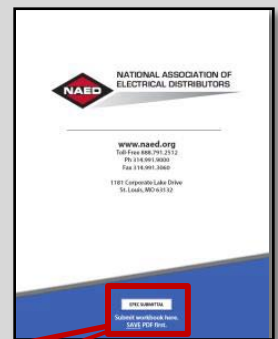 NAED
NATIONAL ASSOCIATION OF
ELECTRICAL DISTRIBUTORS
www.naed.org
Toll-Free 888.791.2512
Ph 314.991.9000
Fax 314.991.3060
1181 Corporate Lake Drive
St. Louis, MO 63132
EPEC SUBMITTAL
Submit workbook here.
SAVE PDF first.